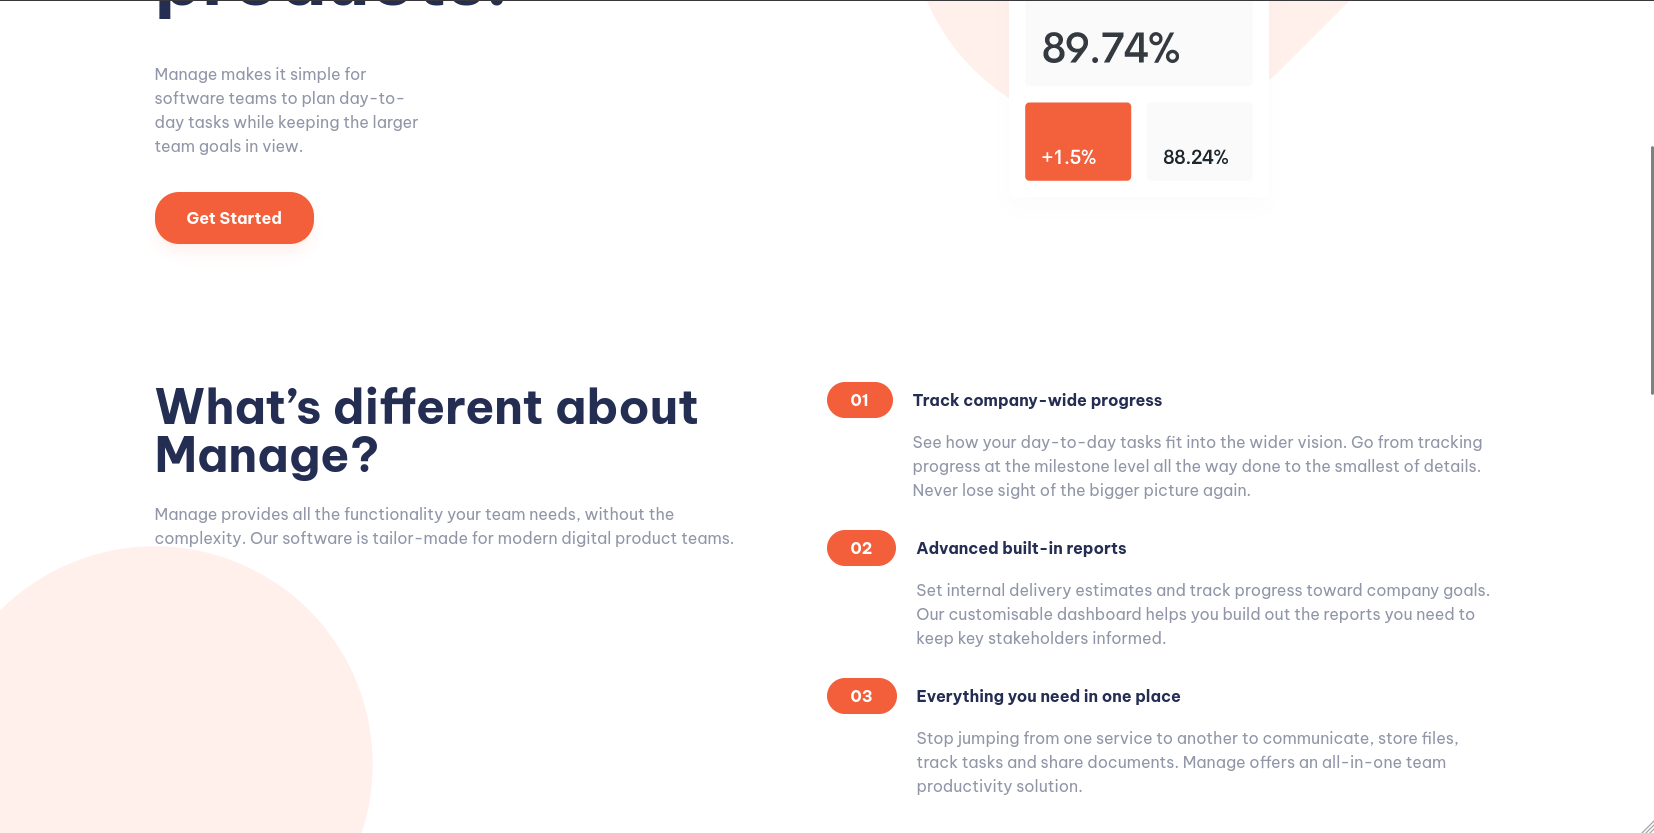 products.
Manage makes it simple for
software teams to plan day-to-
day tasks while keeping the larger
team goals in view.
Get Started
89.74%
+1.5%
88.24%
What’s different about
Manage?
Manage provides all the functionality your team needs, without the
complexity. Our software is tailor-made for modern digital product teams.
01
Track company-wide progress
See how your day-to-day tasks fit into the wider vision. Go from tracking
progress at the milestone level all the way done to the smallest of details.
Never lose sight of the bigger picture again.
02
Advanced built-in reports
Set internal delivery estimates and track progress toward company goals.
Our customisable dashboard helps you build out the reports you need to
keep key stakeholders informed.
03
Everything you need in one place
Stop jumping from one service to another to communicate, store files,
track tasks and share documents. Manage offers an all-in-one team
productivity solution.